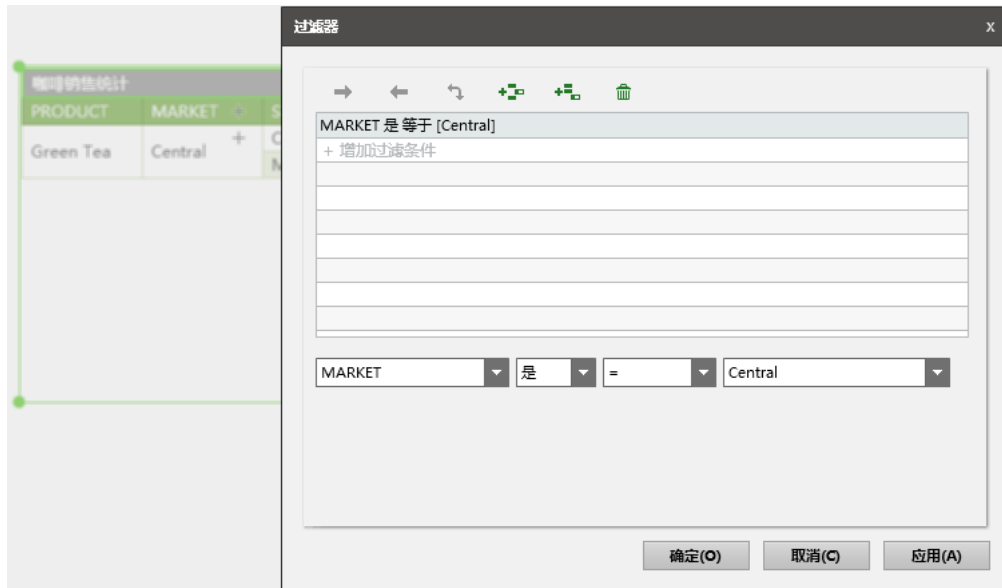 过滤器
x
咖啡销售统计
PRODUCT MARKET S
Green Tea Central
MARKET 是 等于 [Central]
+ 增加过滤条件
MARKET 是 = Central
确定(O) 取消(C) 应用(A)